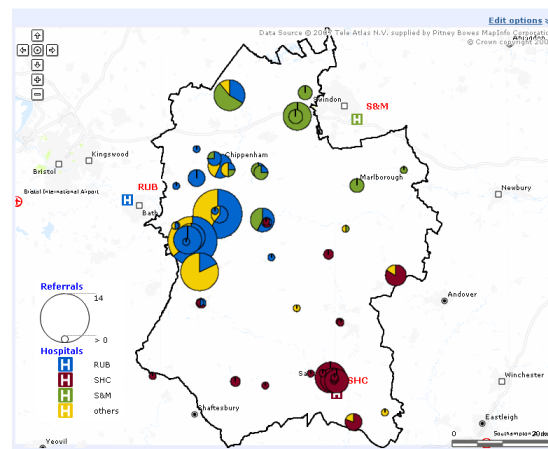 Edit options
Data Source © 200 Tele Atlas N.V. supplied by Pitney Bowes MapInfo Corporatio
© Crown copyright 200
Swindon
S&M
H
Kingswood
Chippenham
Bristol
Marlborough
RUB
Bristol International Airport
Newbury
H
Bath
Referrals
14
> 0
Andover
Hospitals
H RUB
H SHC
H S&M
H others
SHC
H
Winchester
Shaftesbury
Eastleigh
Yeovil
0
Southampton